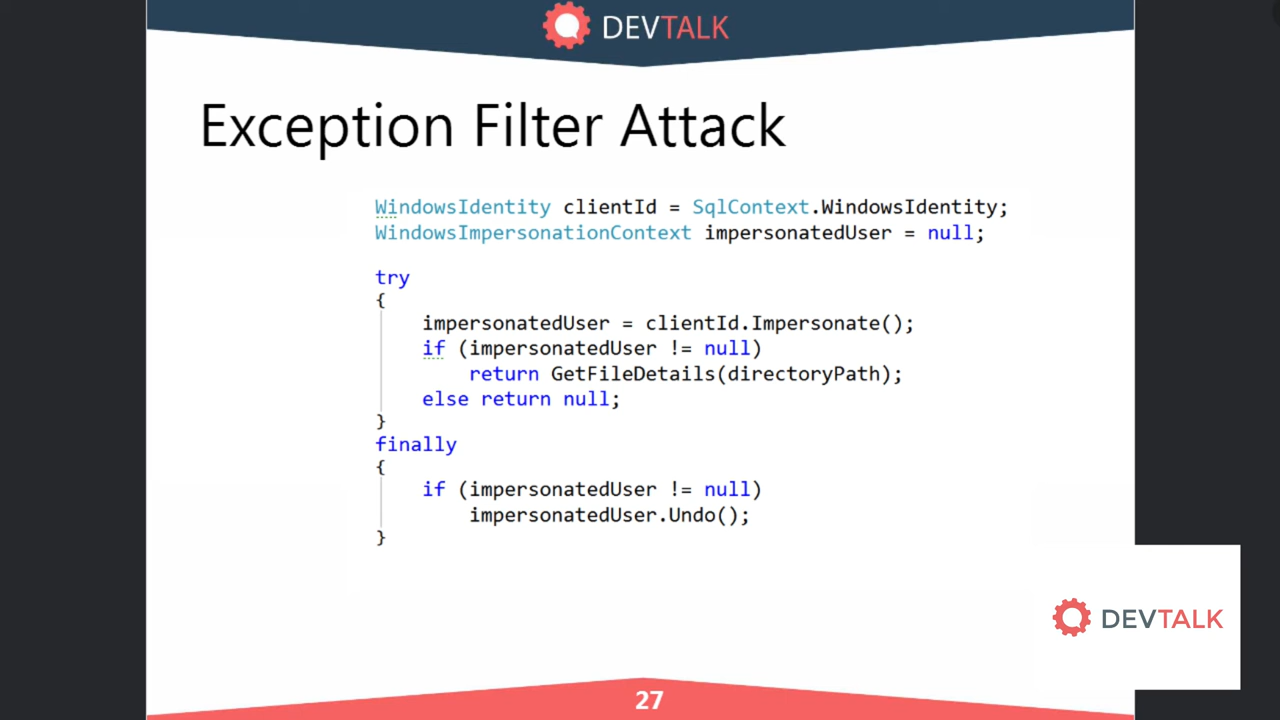 DEVTALK
Exception Filter Attack
WindowsIdentity clientId = SqlContext.WindowsIdentity;
WindowsImpersonationContext impersonatedUser = null;
try
{
    impersonatedUser = clientId.Impersonate();
    if (impersonatedUser != null)
        return GetFileDetails(directoryPath);
    else return null;
}
finally
{
    if (impersonatedUser != null)
        impersonatedUser.Undo();
}
DEVTALK
27